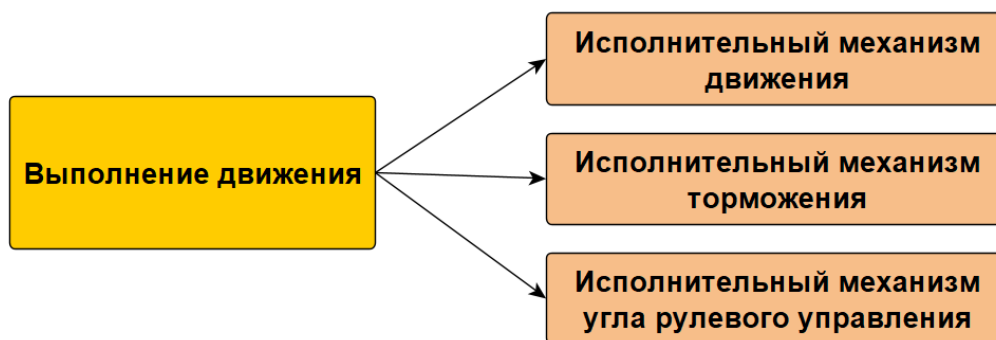 Исполнительный механизм
движения
Выполнение движения
Исполнительный механизм
торможения
Исполнительный механизм
угла рулевого управления